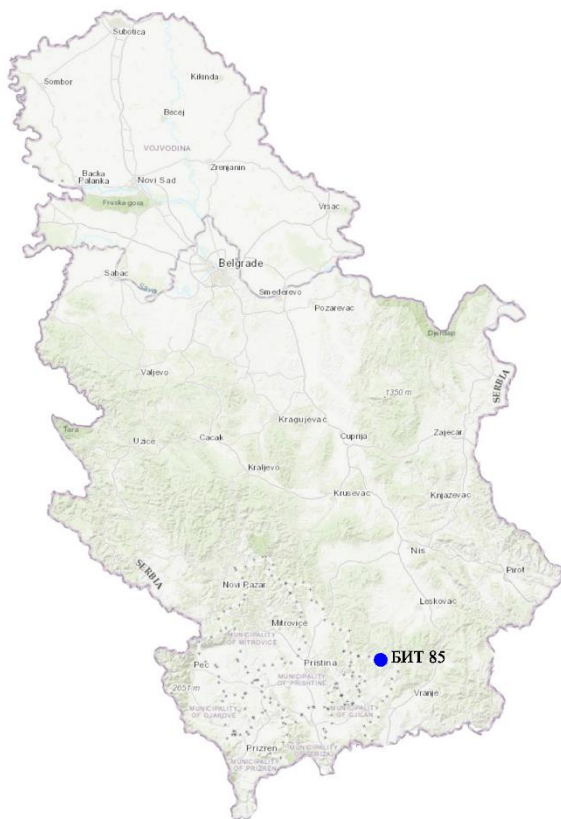 Subotica
Sombor
Kikinda
Becej
VOJVODINA
Backa
Palanka
Novi Sad
Zrenjanin
Fruska gora
Vrsac
Belgrade
Sabac
Sava
Smederevo
Pozarevac
Djerdap
Valjevo
1350 m
SERBIA
Tara
Uzice
Cacak
Kragujevac
Cuprija
Zajecar
Kraljevo
Krusevac
Knjazevac
Nis
SERBIA
Novi Pazar
Pirot
Leskovac
Mitrovice
MUNICIPALITY
OF MITROVICE
Pec
Pristina
БИТ 85
MUNICIPALITY
OF PRISHTINE
2651 m
Vranje
MUNICIPALITY
OF GJAKOVE
MUNICIPALITY
OF GJILAN
Prizren
MUNICIPALITY
OF PRIZREN
MUNICIPALITY